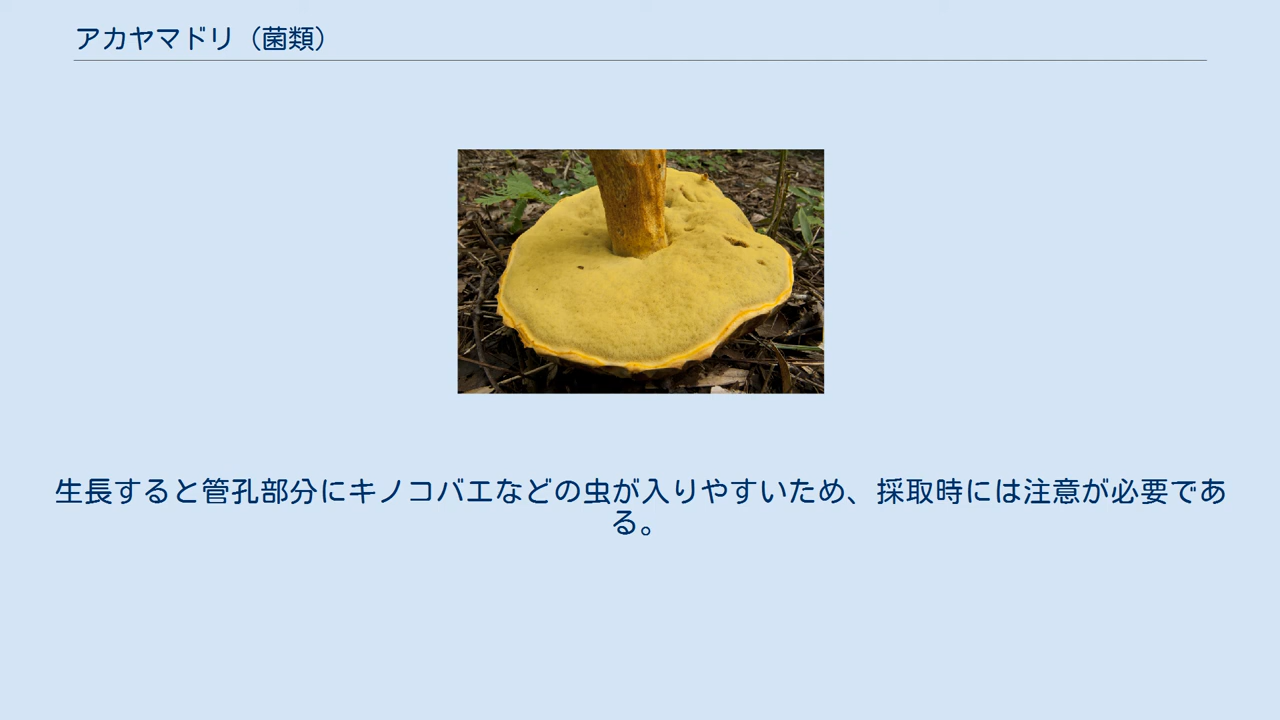 アカヤマドリ（菌類）
生長すると管孔部分にキノコバエなどの虫が入りやすいため、採取時には注意が必要であ
る。